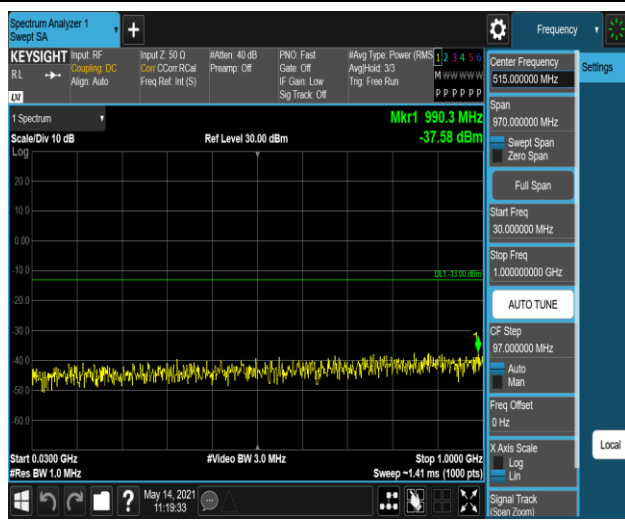 Spectrum Analyzer 1
Swept SA
Frequency
KEYSIGHT
RL
Input: RF
Coupling: DC
Align: Auto
Input Z: 50 Ω
Corr CCorr RCal
Freq Ref: Int (S)
#Atten: 40 dB
Preamp: Off
PNO: Fast
Gate: Off
IF Gain: Low
Sig Track: Off
#Avg Type: Power (RMS
Avg|Hold: 3/3
Trig: Free Run
1 2 3 4 5 6
M W W W W W
P P P P P P
LXI
Center Frequency
515.000000 MHz
Settings
Span
970.000000 MHz
Swept Span
Zero Span
Full Span
Start Freq
30.000000 MHz
Stop Freq
1.000000000 GHz
AUTO TUNE
CF Step
97.000000 MHz
Auto
Man
Freq Offset
0 Hz
X Axis Scale
Log
Lin
Local
Signal Track
(Span Zoom)
1 Spectrum
Mkr1 990.3 MHz
Scale/Div 10 dB
Ref Level 30.00 dBm
-37.58 dBm
Log
20.0
10.0
0.00
-10.0
DL1 -13.00 dBm
-20.0
-30.0
1
-40.0
-50.0
-60.0
Start 0.0300 GHz
#Video BW 3.0 MHz
Stop 1.0000 GHz
#Res BW 1.0 MHz
Sweep ~1.41 ms (1000 pts)
?
May 14, 2021
11:19:33